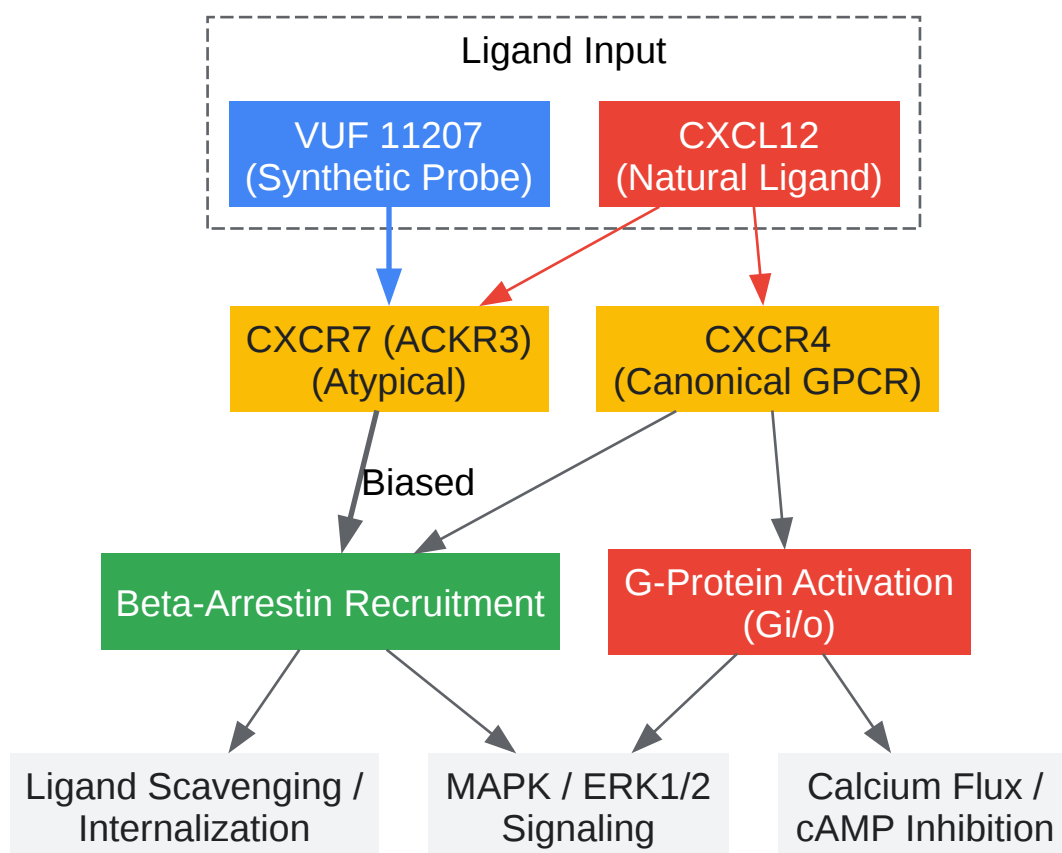 Ligand Input
VUF 11207
(Synthetic Probe)
CXCL12
(Natural Ligand)
CXCR7 (ACKR3)
(Atypical)
CXCR4
(Canonical GPCR)
Biased
Beta-Arrestin Recruitment
G-Protein Activation
(Gi/o)
Ligand Scavenging /
Internalization
MAPK / ERK1/2
Signaling
Calcium Flux /
cAMP Inhibition